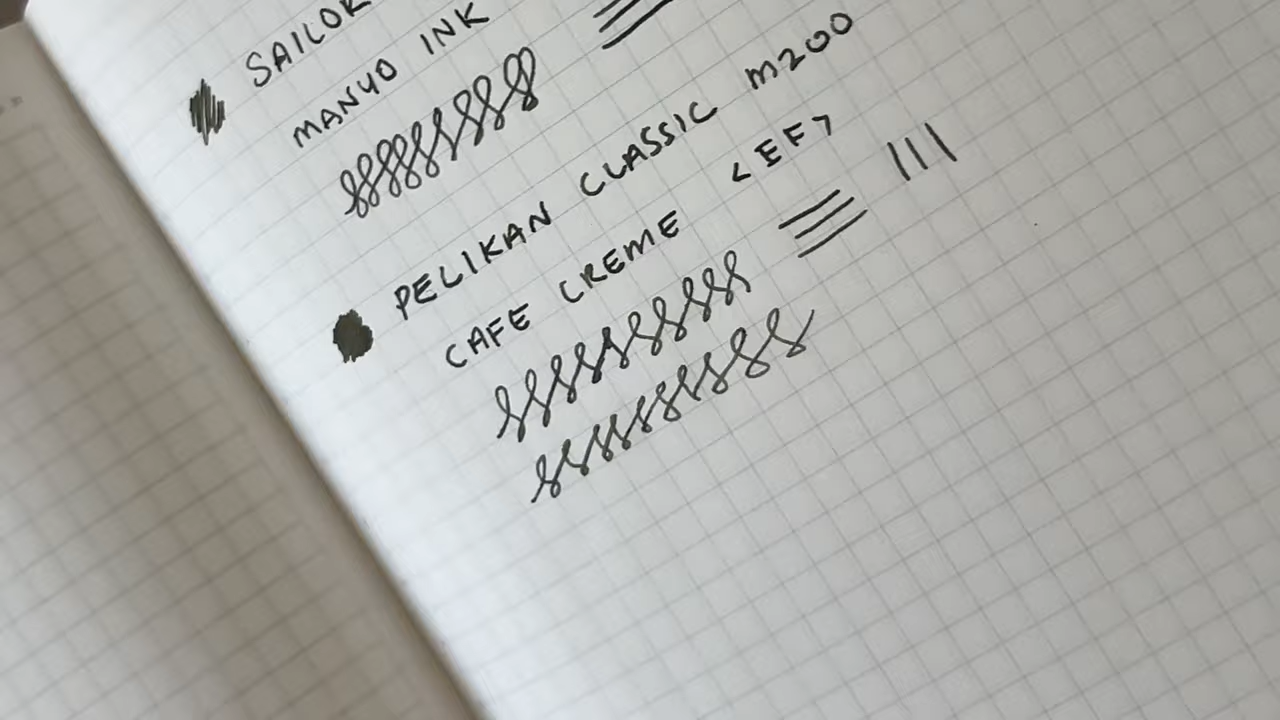 SAILOR
MANYO INK
PELIKAN CLASSIC M200
CAFE CREME <EF>